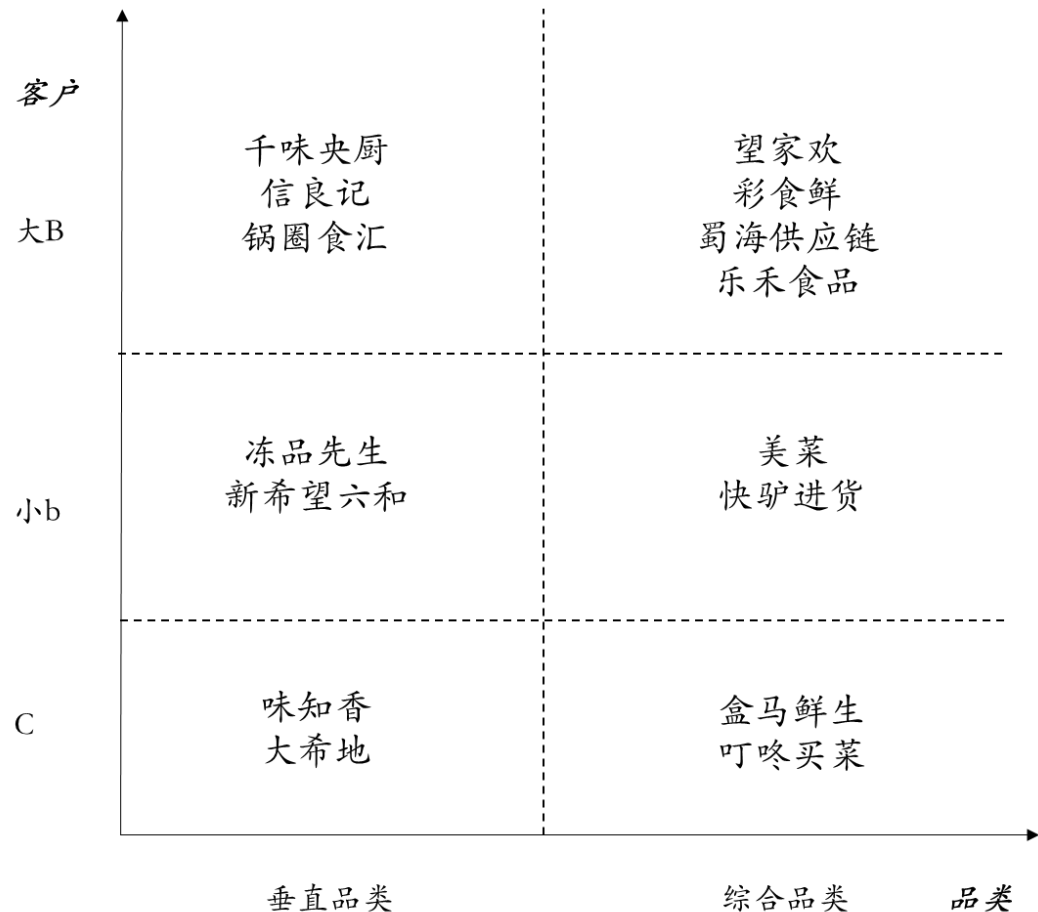 客户
千味央厨
信良记
锅圈食汇
望家欢
彩食鲜
蜀海供应链
乐禾食品
大B
冻品先生
新希望六和
美菜
快驴进货
小b
味知香
大希地
盒马鲜生
叮咚买菜
C
垂直品类
综合品类
品类